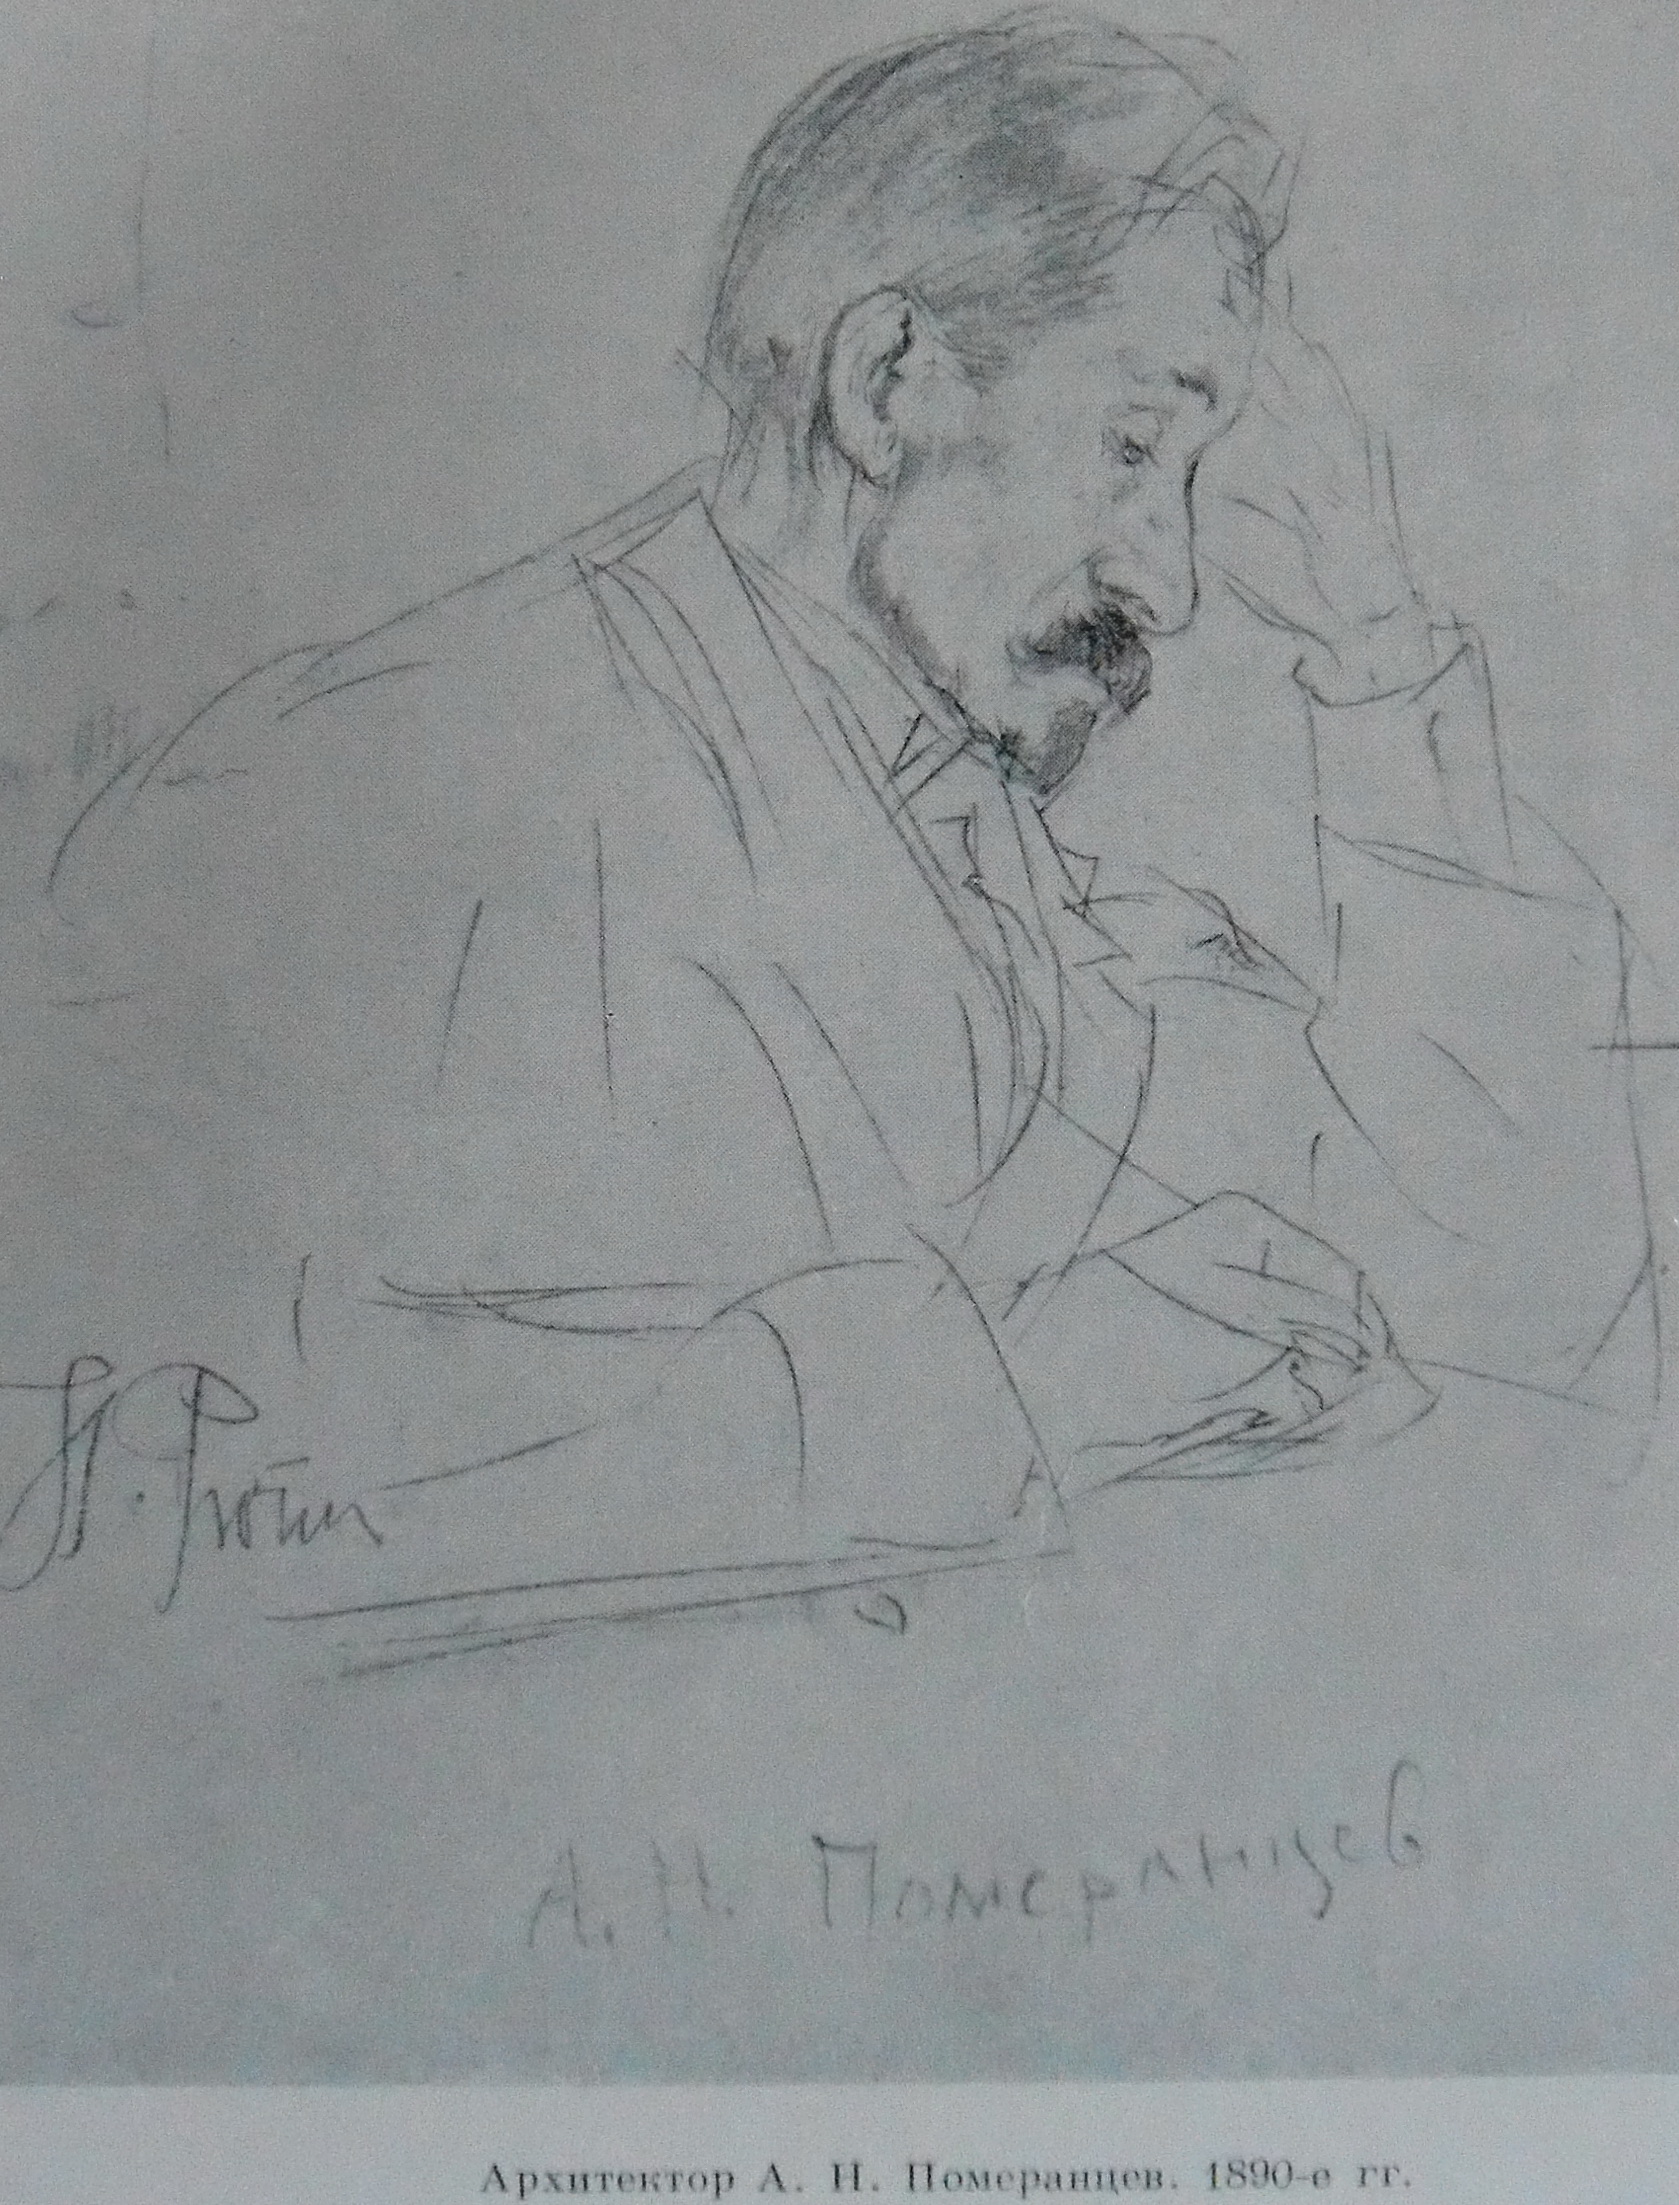 И. Репин
А. Н. Померанцев
Архитектор А. Н. Померанцев. 1890-е гг.